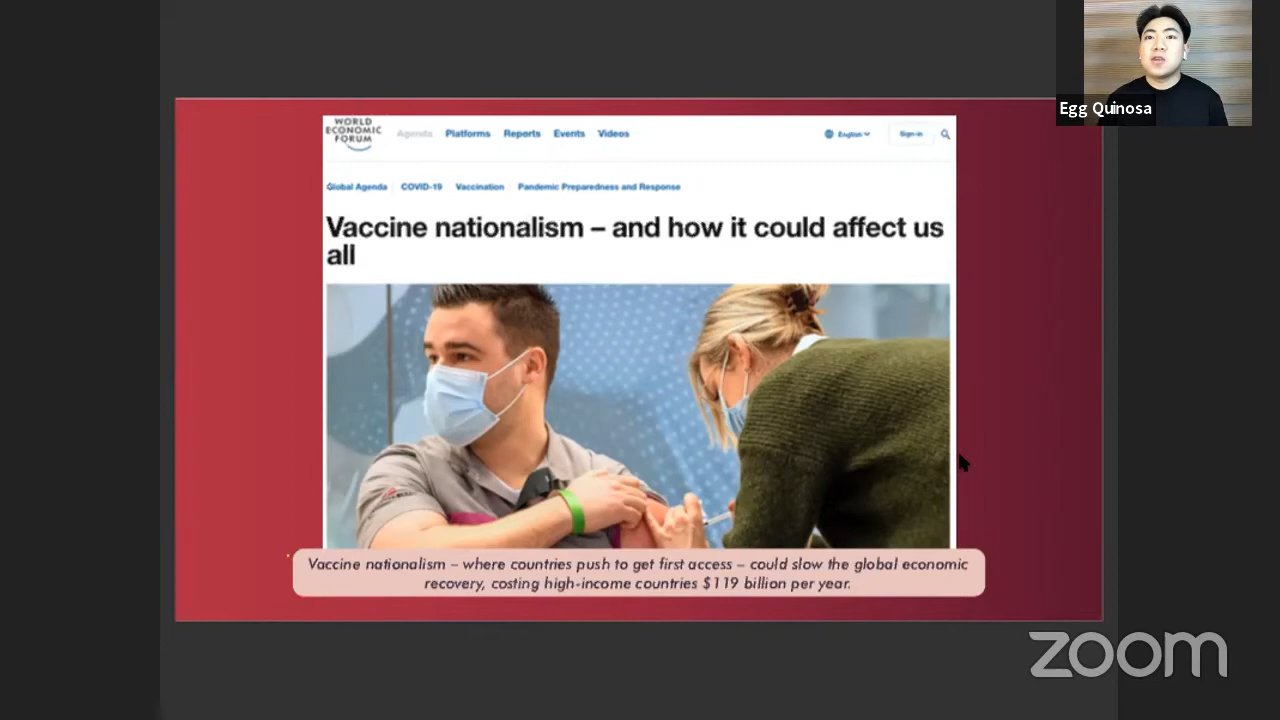 Egg Quinosa
WORLD
ECONOMIC
FORUM
Agenda Platforms Reports Events Videos
English
Sign-in
Global Agenda COVID-19 Vaccination Pandemic Preparedness and Response
Vaccine nationalism – and how it could affect us
all
Vaccine nationalism – where countries push to get first access – could slow the global economic
recovery, costing high-income countries $119 billion per year.
zoom